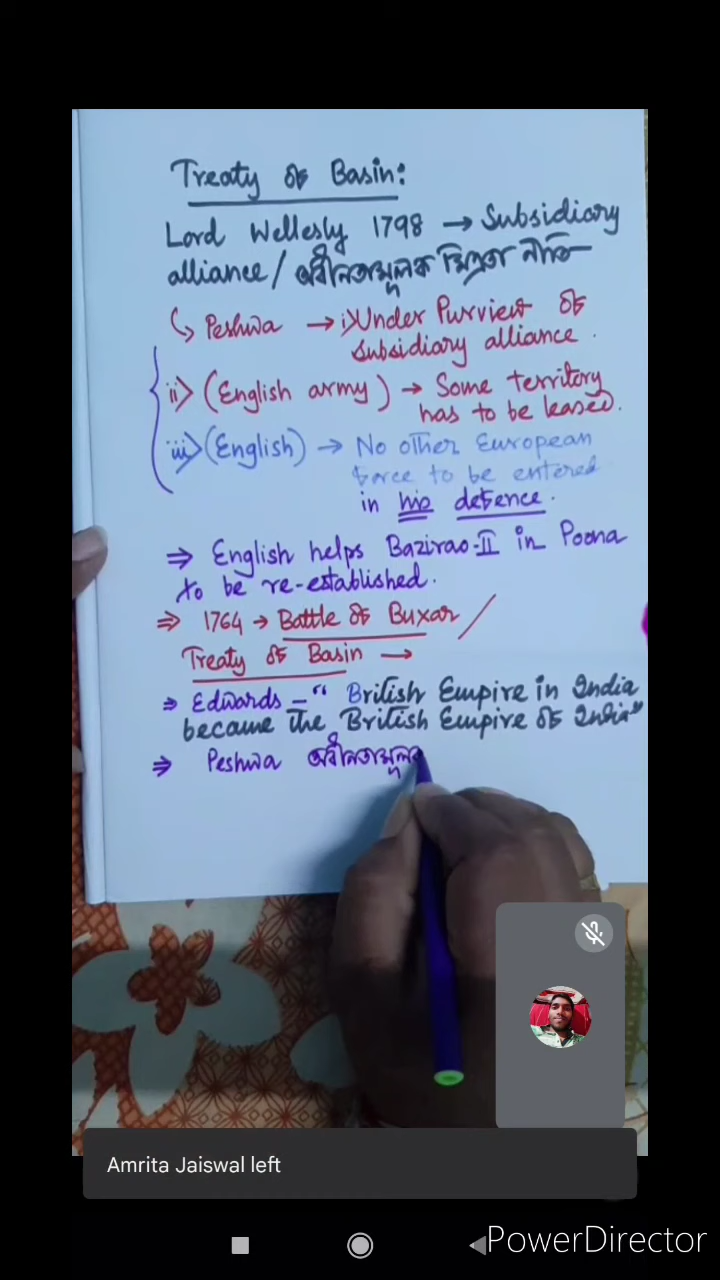 Treaty of Basin:
Lord Wellesly 1798 → Subsidiary
alliance / অধীনতামূলক মিত্রতা নীতি
↳ Peshwa → i> Under Purview of
subsidiary alliance.
ii> (English army) → Some territory
has to be leased.
iii> (English) → No other European
force to be entered
in his defence.
⇒ English helps Bazirao-II in Poona
to be re-established.
⇒ 1764 → Battle of Buxar /
Treaty of Basin →
⇒ Edwards – "British Empire in India
became the British Empire of India"
⇒ Peshwa অধীনতামূলক
Amrita Jaiswal left
PowerDirector